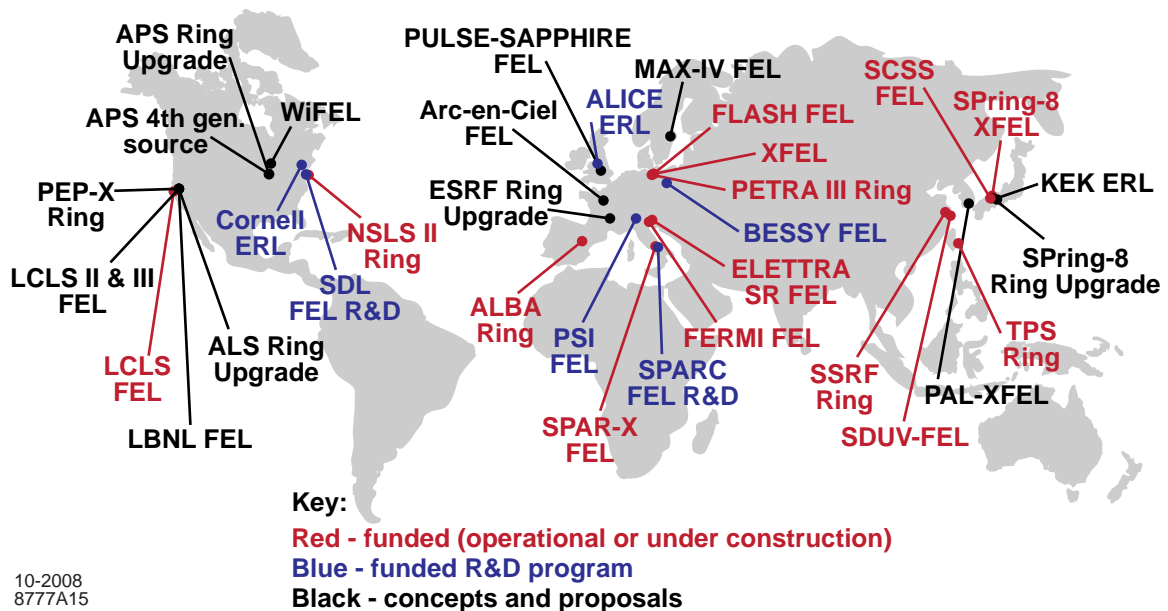 APS Ring
Upgrade
PULSE-SAPPHIRE
FEL
MAX-IV FEL
SCSS
FEL
SPring-8
XFEL
WiFEL
ALICE
ERL
Arc-en-Ciel
FEL
FLASH FEL
APS 4th gen.
source
XFEL
PEP-X
Ring
ESRF Ring
Upgrade
PETRA III Ring
KEK ERL
Cornell
ERL
NSLS II
Ring
BESSY FEL
LCLS II & III
FEL
SDL
FEL R&D
ELETTRA
SR FEL
SPring-8
Ring Upgrade
ALBA
Ring
PSI
FEL
FERMI FEL
TPS
Ring
LCLS
FEL
ALS Ring
Upgrade
SPARC
FEL R&D
SSRF
Ring
PAL-XFEL
LBNL FEL
SPAR-X
FEL
SDUV-FEL
Key:
Red - funded (operational or under construction)
Blue - funded R&D program
Black - concepts and proposals
10-2008
8777A15